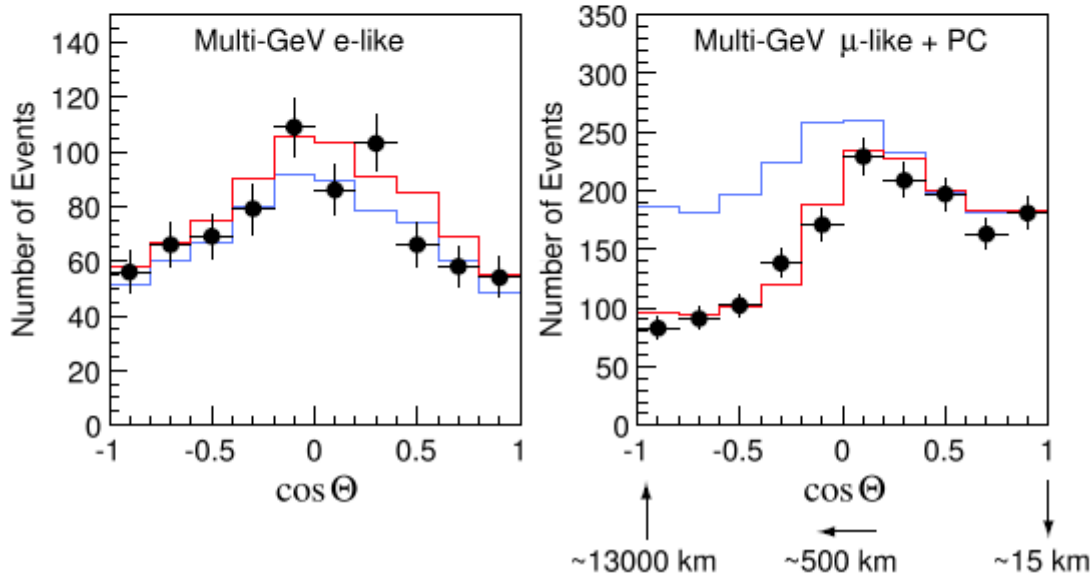 Multi-GeV e-like
Number of Events
140
120
100
80
60
40
20
0
-1
-0.5
0
0.5
1
cos Θ
Multi-GeV μ-like + PC
Number of Events
350
300
250
200
150
100
50
0
-1
-0.5
0
0.5
1
cos Θ
~13000 km
~500 km
~15 km